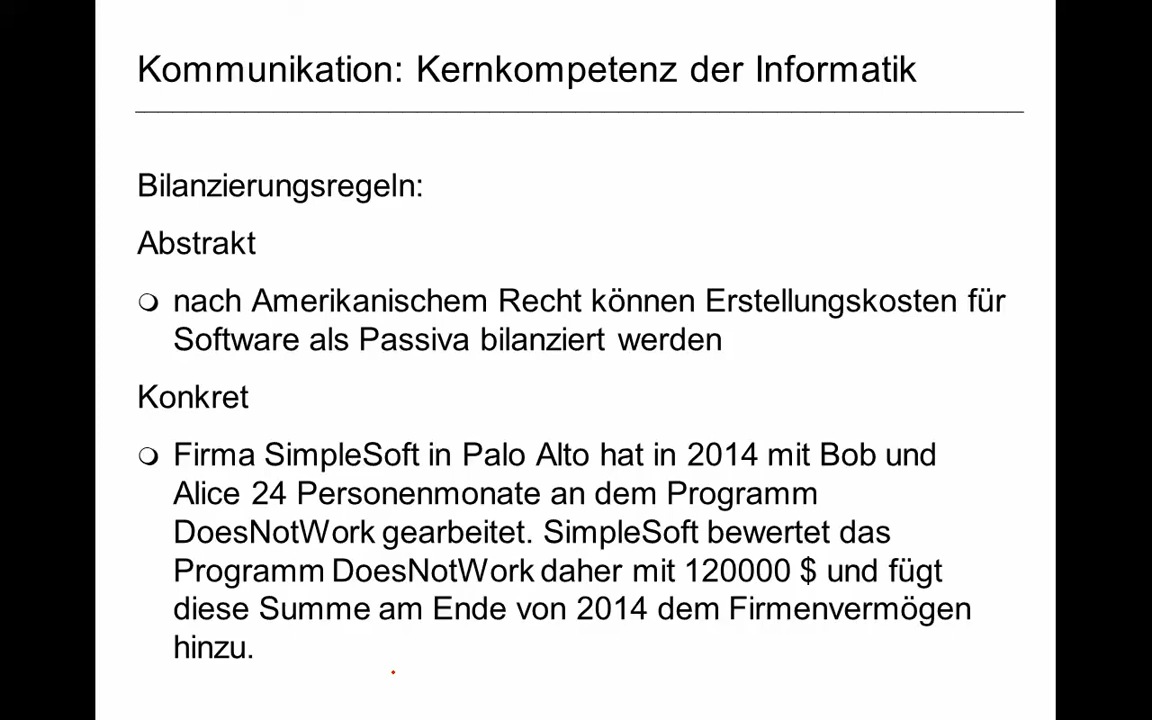 Kommunikation: Kernkompetenz der Informatik
Bilanzierungsregeln:
Abstrakt
nach Amerikanischem Recht können Erstellungskosten für
Software als Passiva bilanziert werden
Konkret
Firma SimpleSoft in Palo Alto hat in 2014 mit Bob und
Alice 24 Personenmonate an dem Programm
DoesNotWork gearbeitet. SimpleSoft bewertet das
Programm DoesNotWork daher mit 120000 $ und fügt
diese Summe am Ende von 2014 dem Firmenvermögen
hinzu.